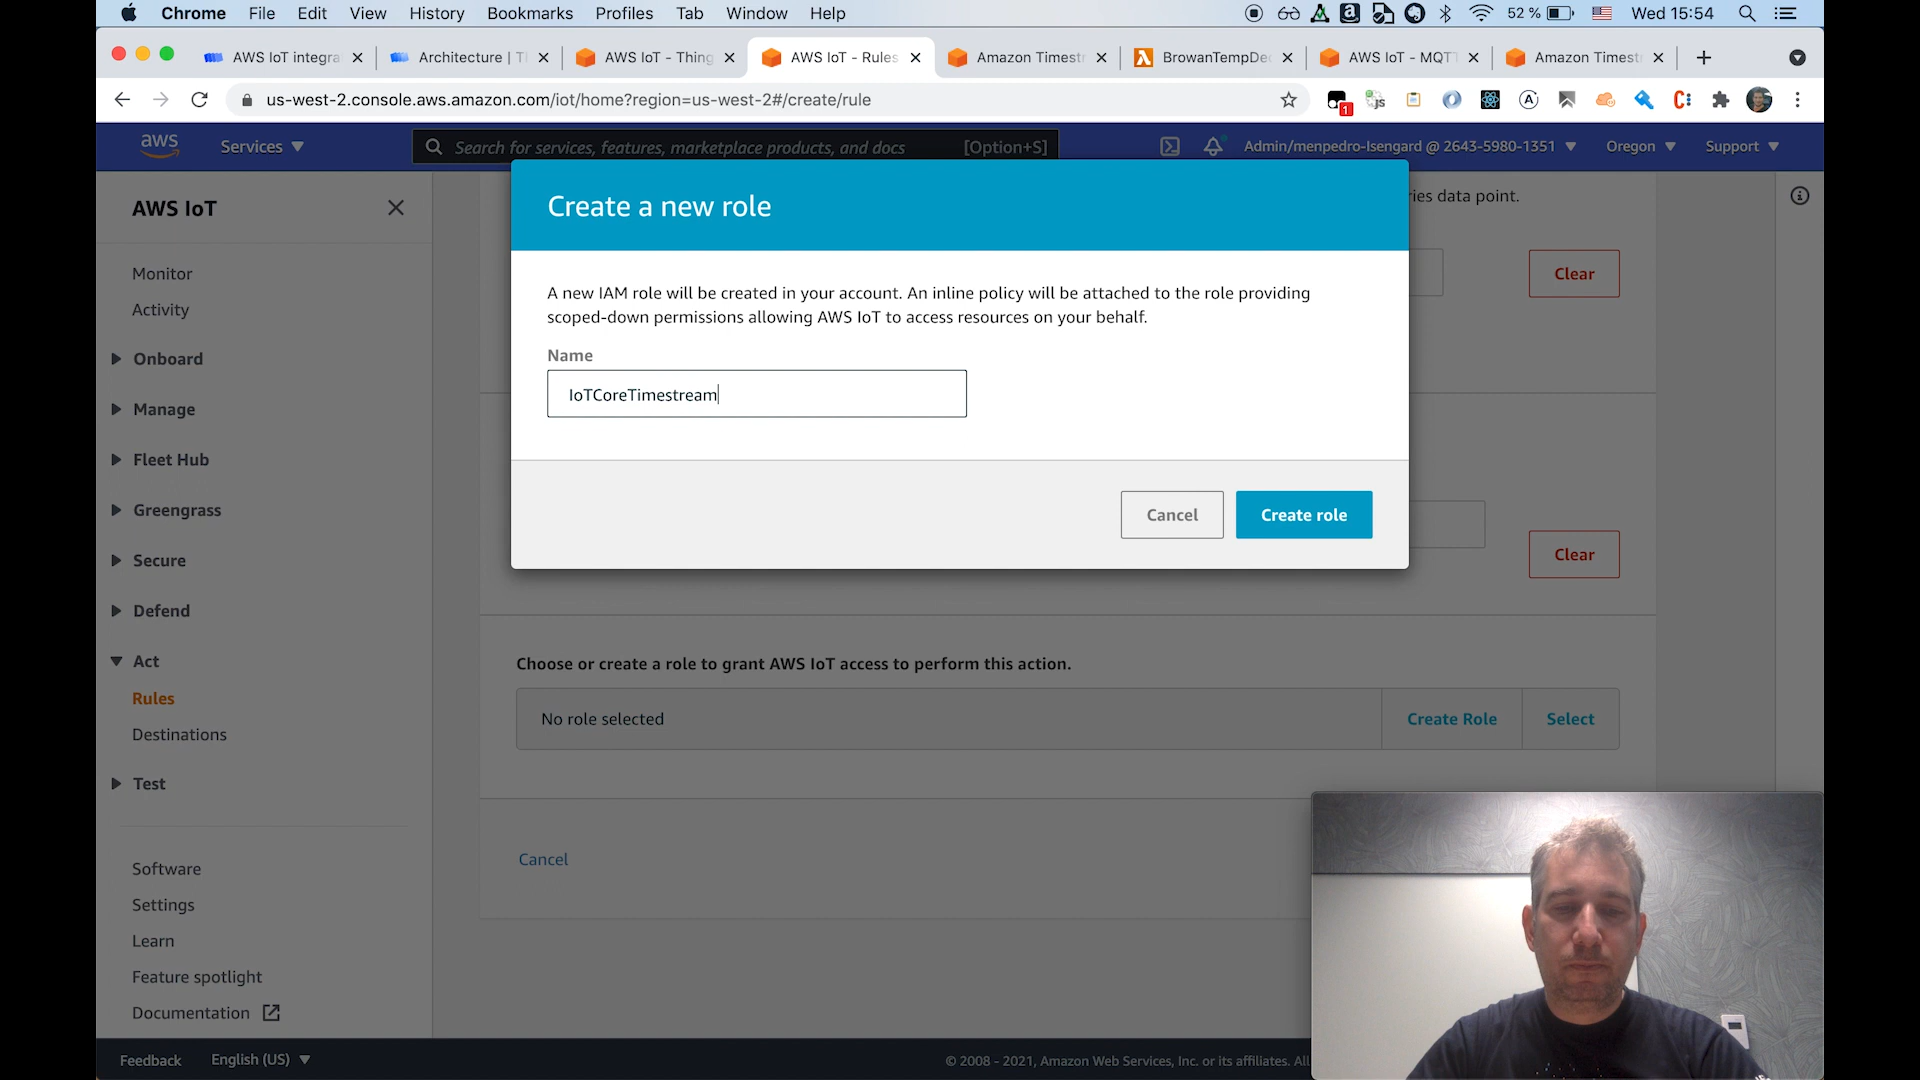 Chrome File Edit View History Bookmarks Profiles Tab Window Help 52 % Wed 15:54
AWS IoT integra Architecture | T AWS IoT - Thing AWS IoT - Rules Amazon Timest BrowanTempDe AWS IoT - MQT Amazon Timest
us-west-2.console.aws.amazon.com/iot/home?region=us-west-2#/create/rule 1 JS
aws Services Search for services, features, marketplace products, and docs [Option+S] Admin/menpedro-Isengard @ 2643-5980-1351 Oregon Support
AWS IoT
Monitor
Activity
Onboard
Manage
Fleet Hub
Greengrass
Secure
Defend
Act
Rules
Destinations
Test
Software
Settings
Learn
Feature spotlight
Documentation
ries data point.
Clear
Create a new role
A new IAM role will be created in your account. An inline policy will be attached to the role providing
scoped-down permissions allowing AWS IoT to access resources on your behalf.
Name
IoTCoreTimestream
Cancel Create role
Clear
Choose or create a role to grant AWS IoT access to perform this action.
No role selected Create Role Select
Cancel
Feedback English (US) © 2008 - 2021, Amazon Web Services, Inc. or its affiliates. All